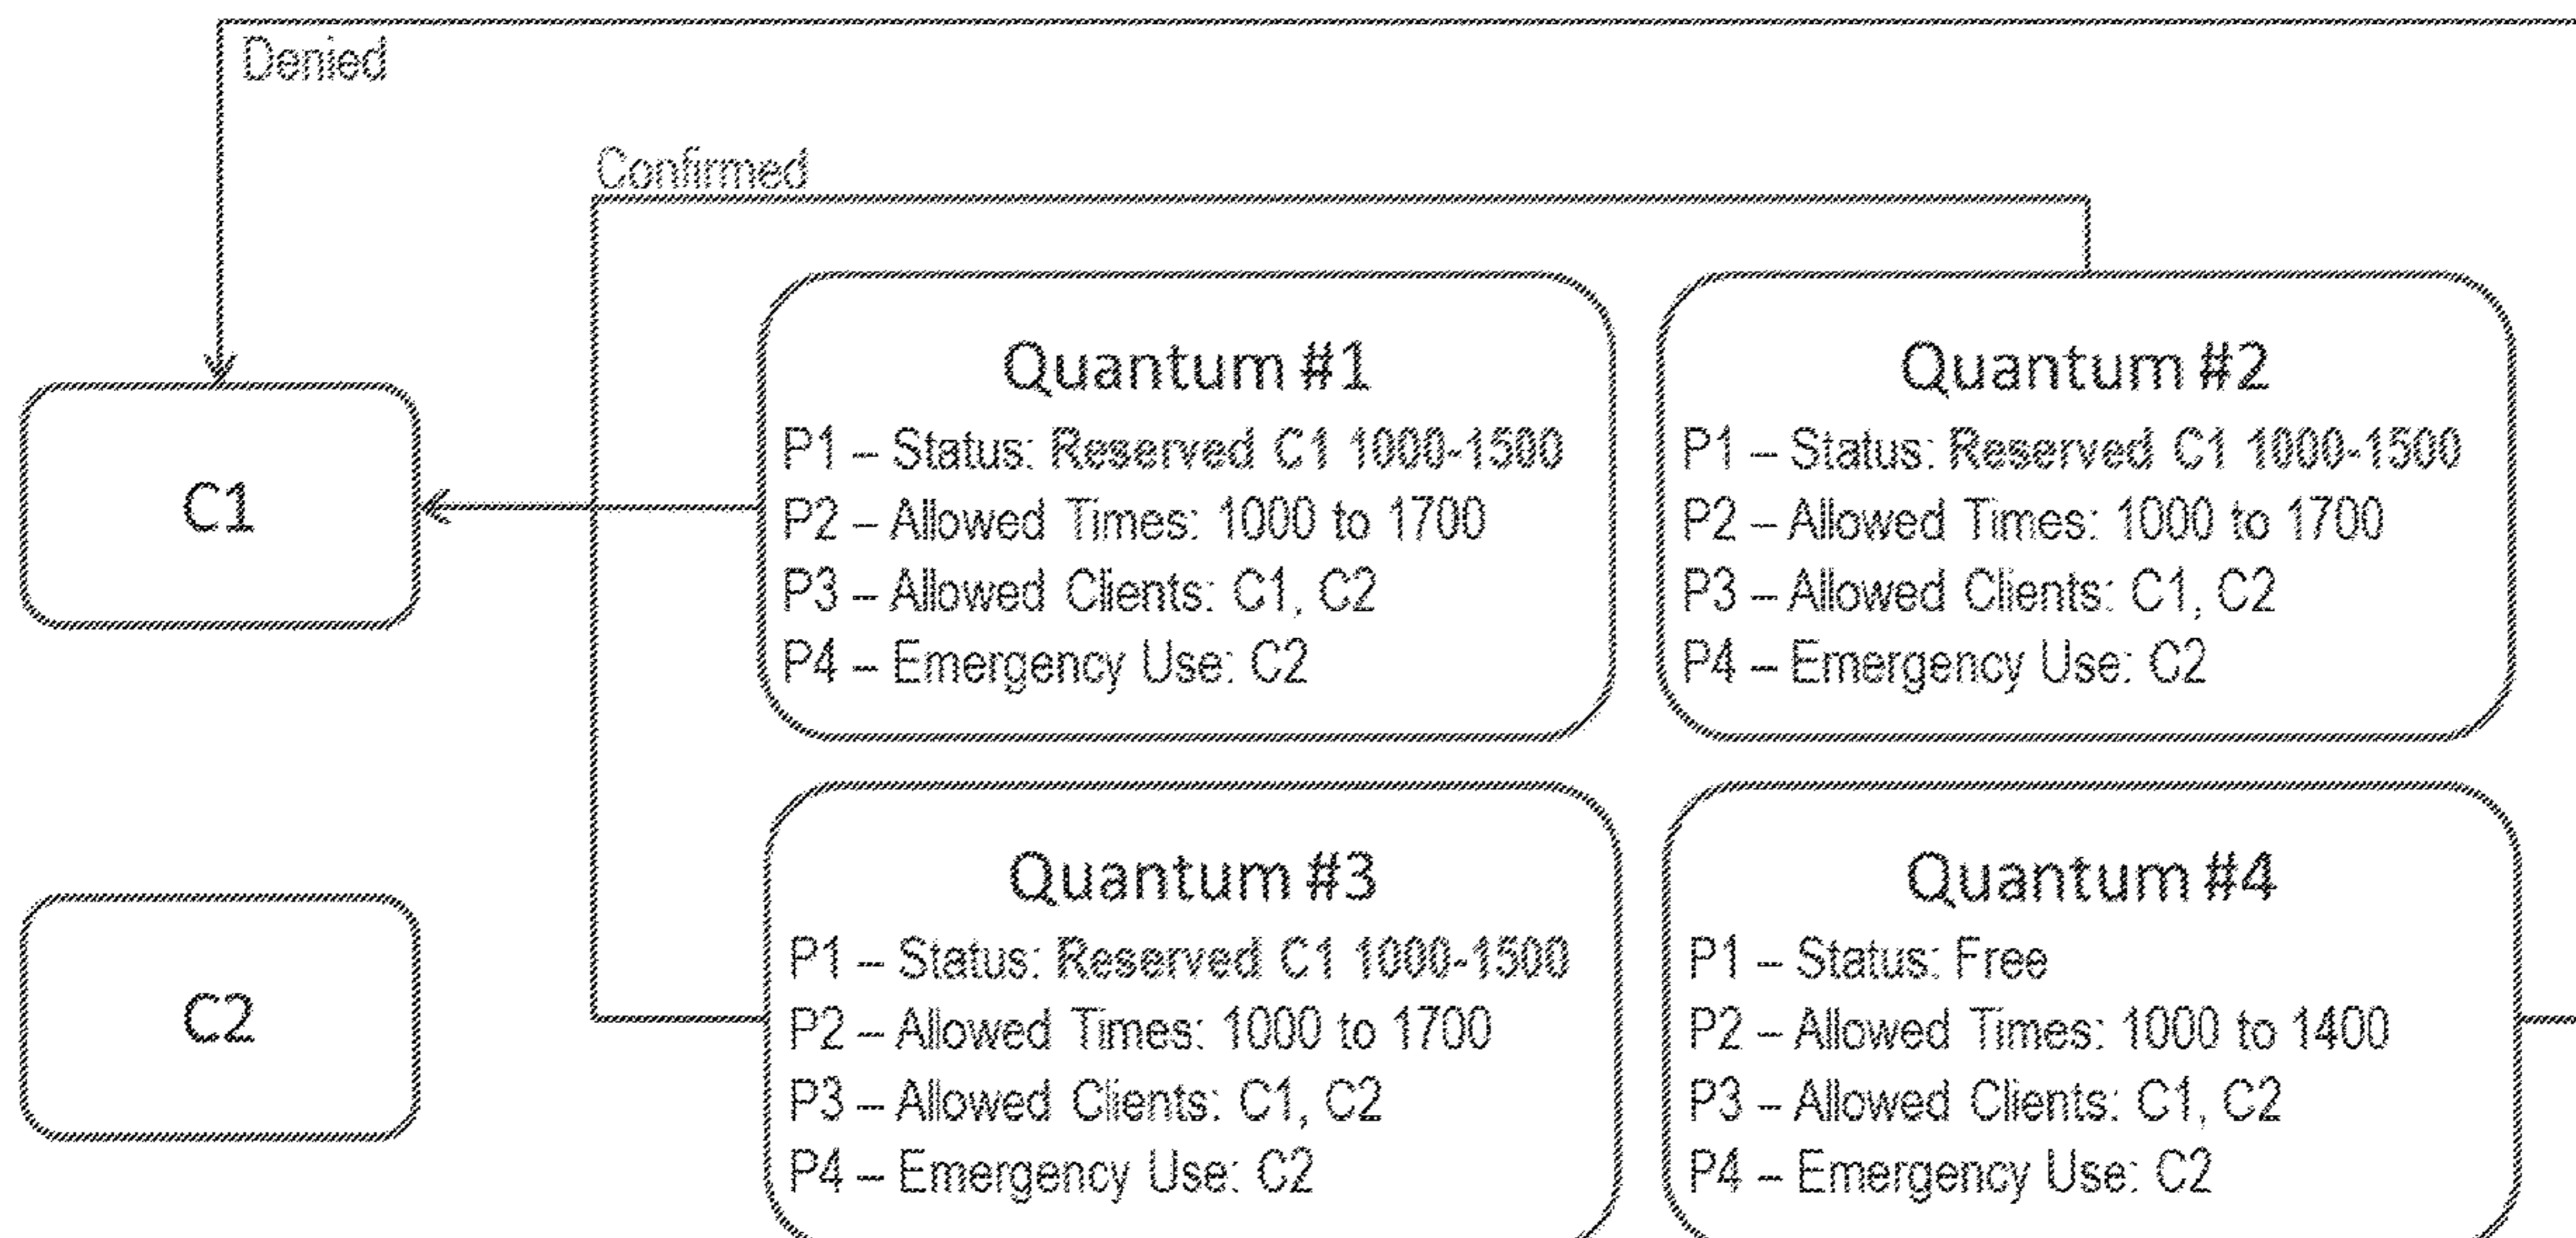 Denied
Confirmed
C1
Quantum #1
P1 – Status: Reserved C1 1000-1500
P2 – Allowed Times: 1000 to 1700
P3 – Allowed Clients: C1, C2
P4 – Emergency Use: C2
Quantum #2
P1 – Status: Reserved C1 1000-1500
P2 – Allowed Times: 1000 to 1700
P3 – Allowed Clients: C1, C2
P4 – Emergency Use: C2
C2
Quantum #3
P1 – Status: Reserved C1 1000-1500
P2 – Allowed Times: 1000 to 1700
P3 – Allowed Clients: C1, C2
P4 – Emergency Use: C2
Quantum #4
P1 – Status: Free
P2 – Allowed Times: 1000 to 1400
P3 – Allowed Clients: C1, C2
P4 – Emergency Use: C2